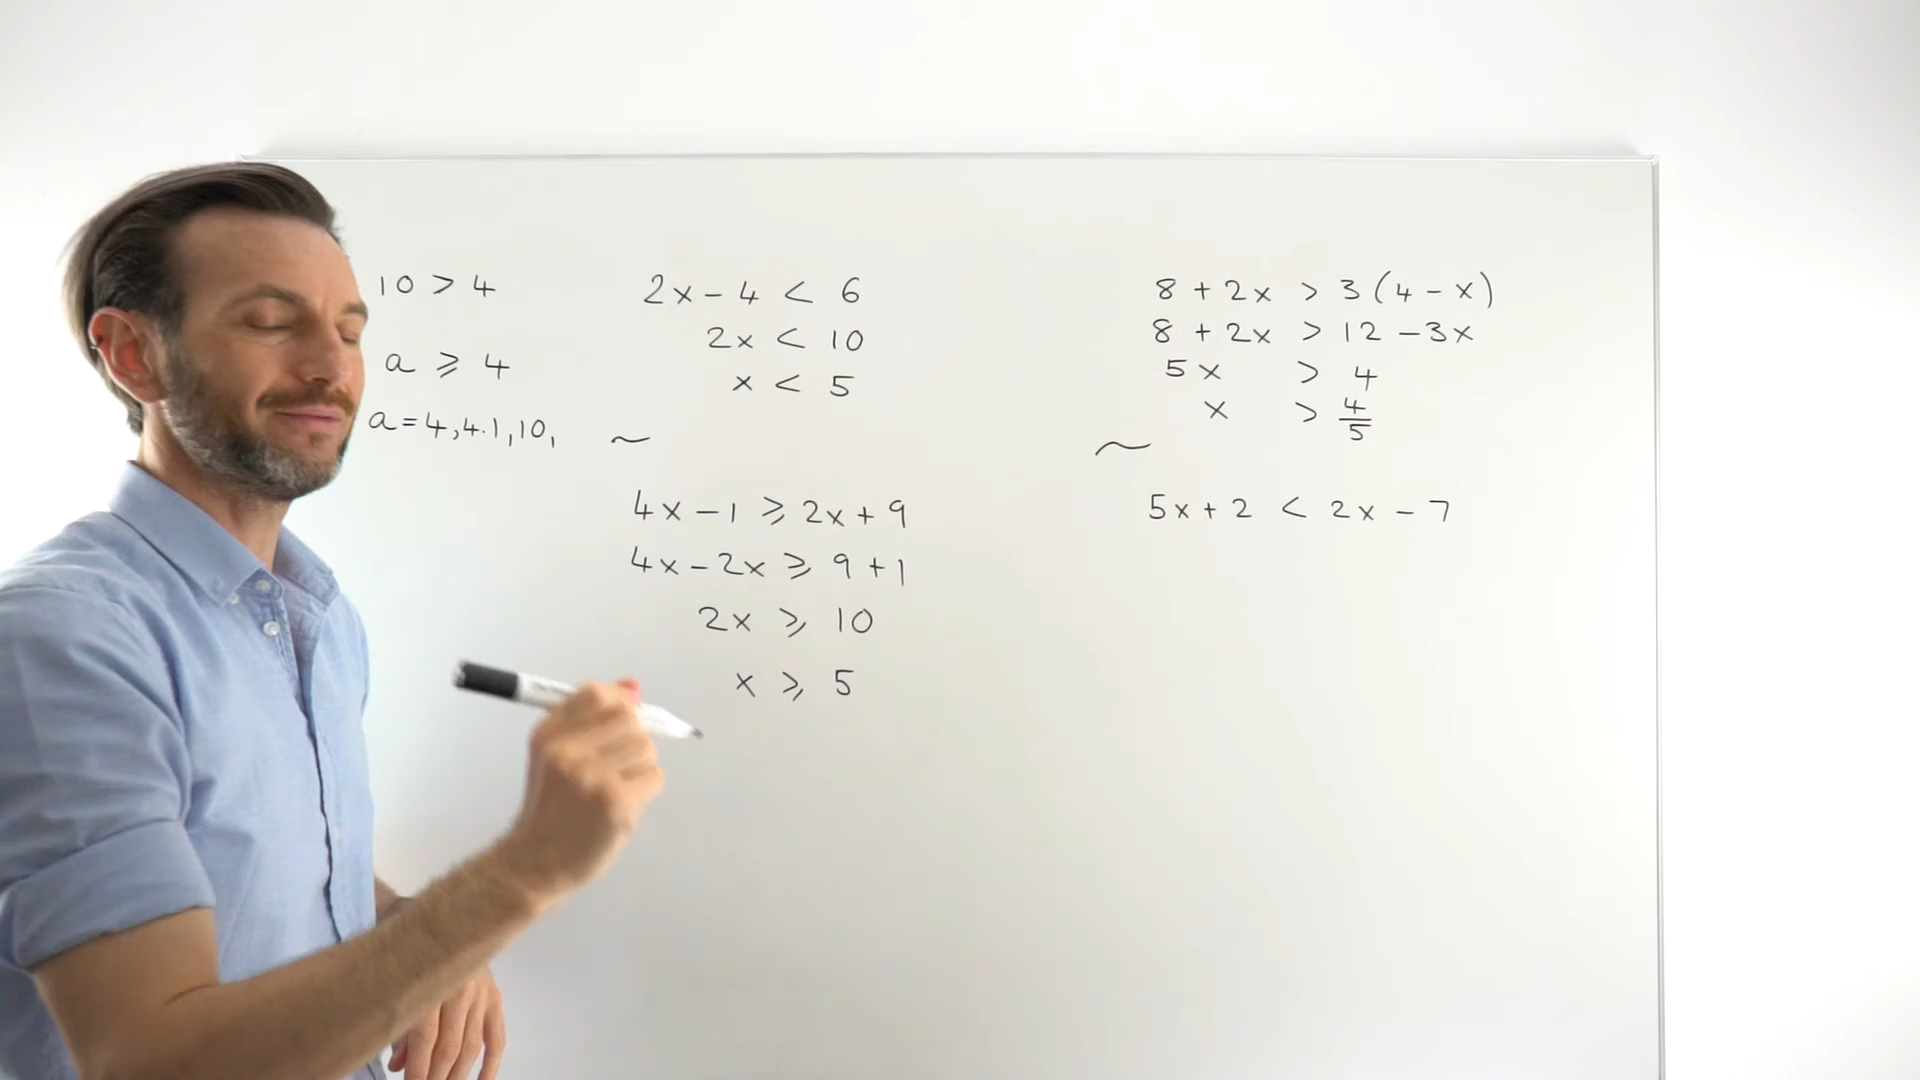 10 > 4
a ⩾ 4
a = 4, 4.1, 10,
2x - 4 < 6
2x < 10
x < 5
~
4x - 1 ⩾ 2x + 9
4x - 2x ⩾ 9 + 1
2x ⩾ 10
x ⩾ 5
8 + 2x > 3(4 - x)
8 + 2x > 12 - 3x
5x > 4
x > 4/5
~
5x + 2 < 2x - 7